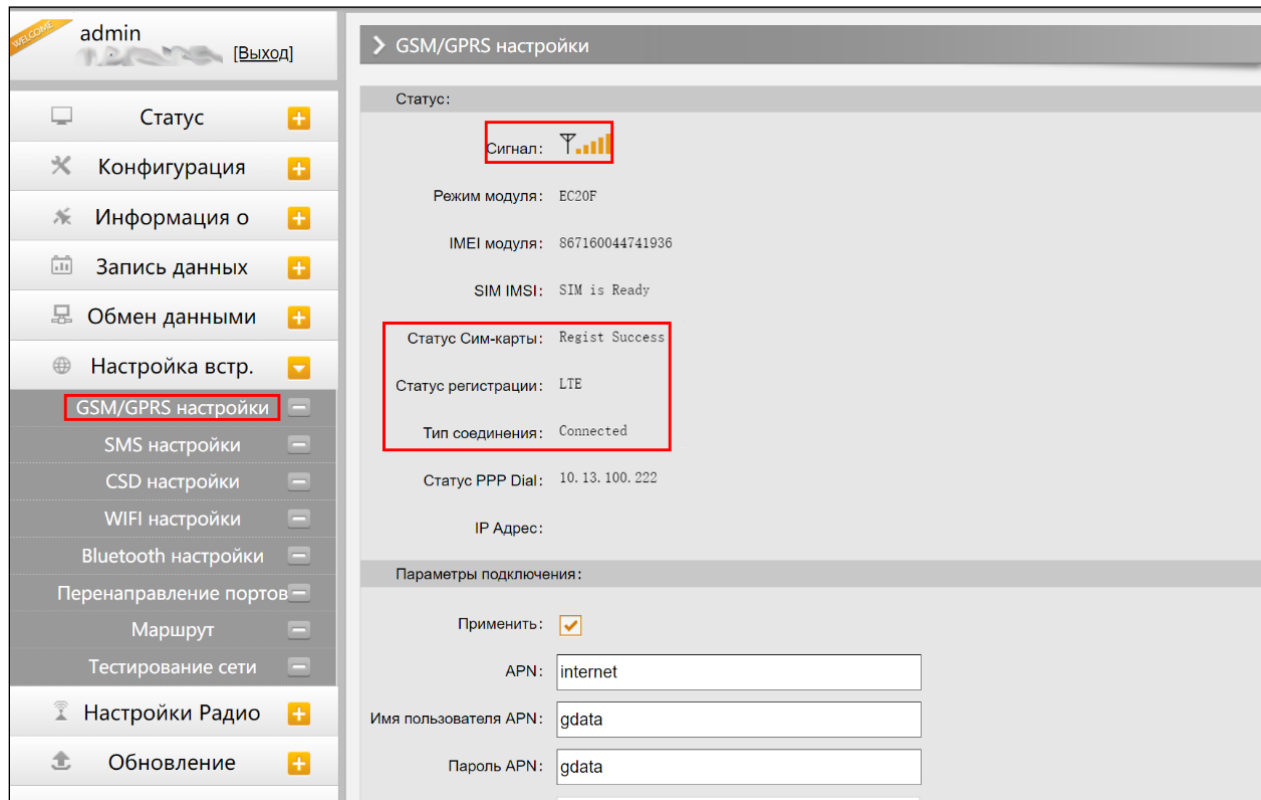 WELCOME
admin
[Выход]
Статус
Конфигурация
Информация о
Запись данных
Обмен данными
Настройка встр.
GSM/GPRS настройки
SMS настройки
CSD настройки
WIFI настройки
Bluetooth настройки
Перенаправление портов
Маршрут
Тестирование сети
Настройки Радио
Обновление
GSM/GPRS настройки
Статус:
Сигнал:
Режим модуля: EC20F
IMEI модуля: 867160044741936
SIM IMSI: SIM is Ready
Статус Сим-карты: Regist Success
Статус регистрации: LTE
Тип соединения: Connected
Статус PPP Dial: 10.13.100.222
IP Адрес:
Параметры подключения:
Применить:
APN: internet
Имя пользователя APN: gdata
Пароль APN: gdata